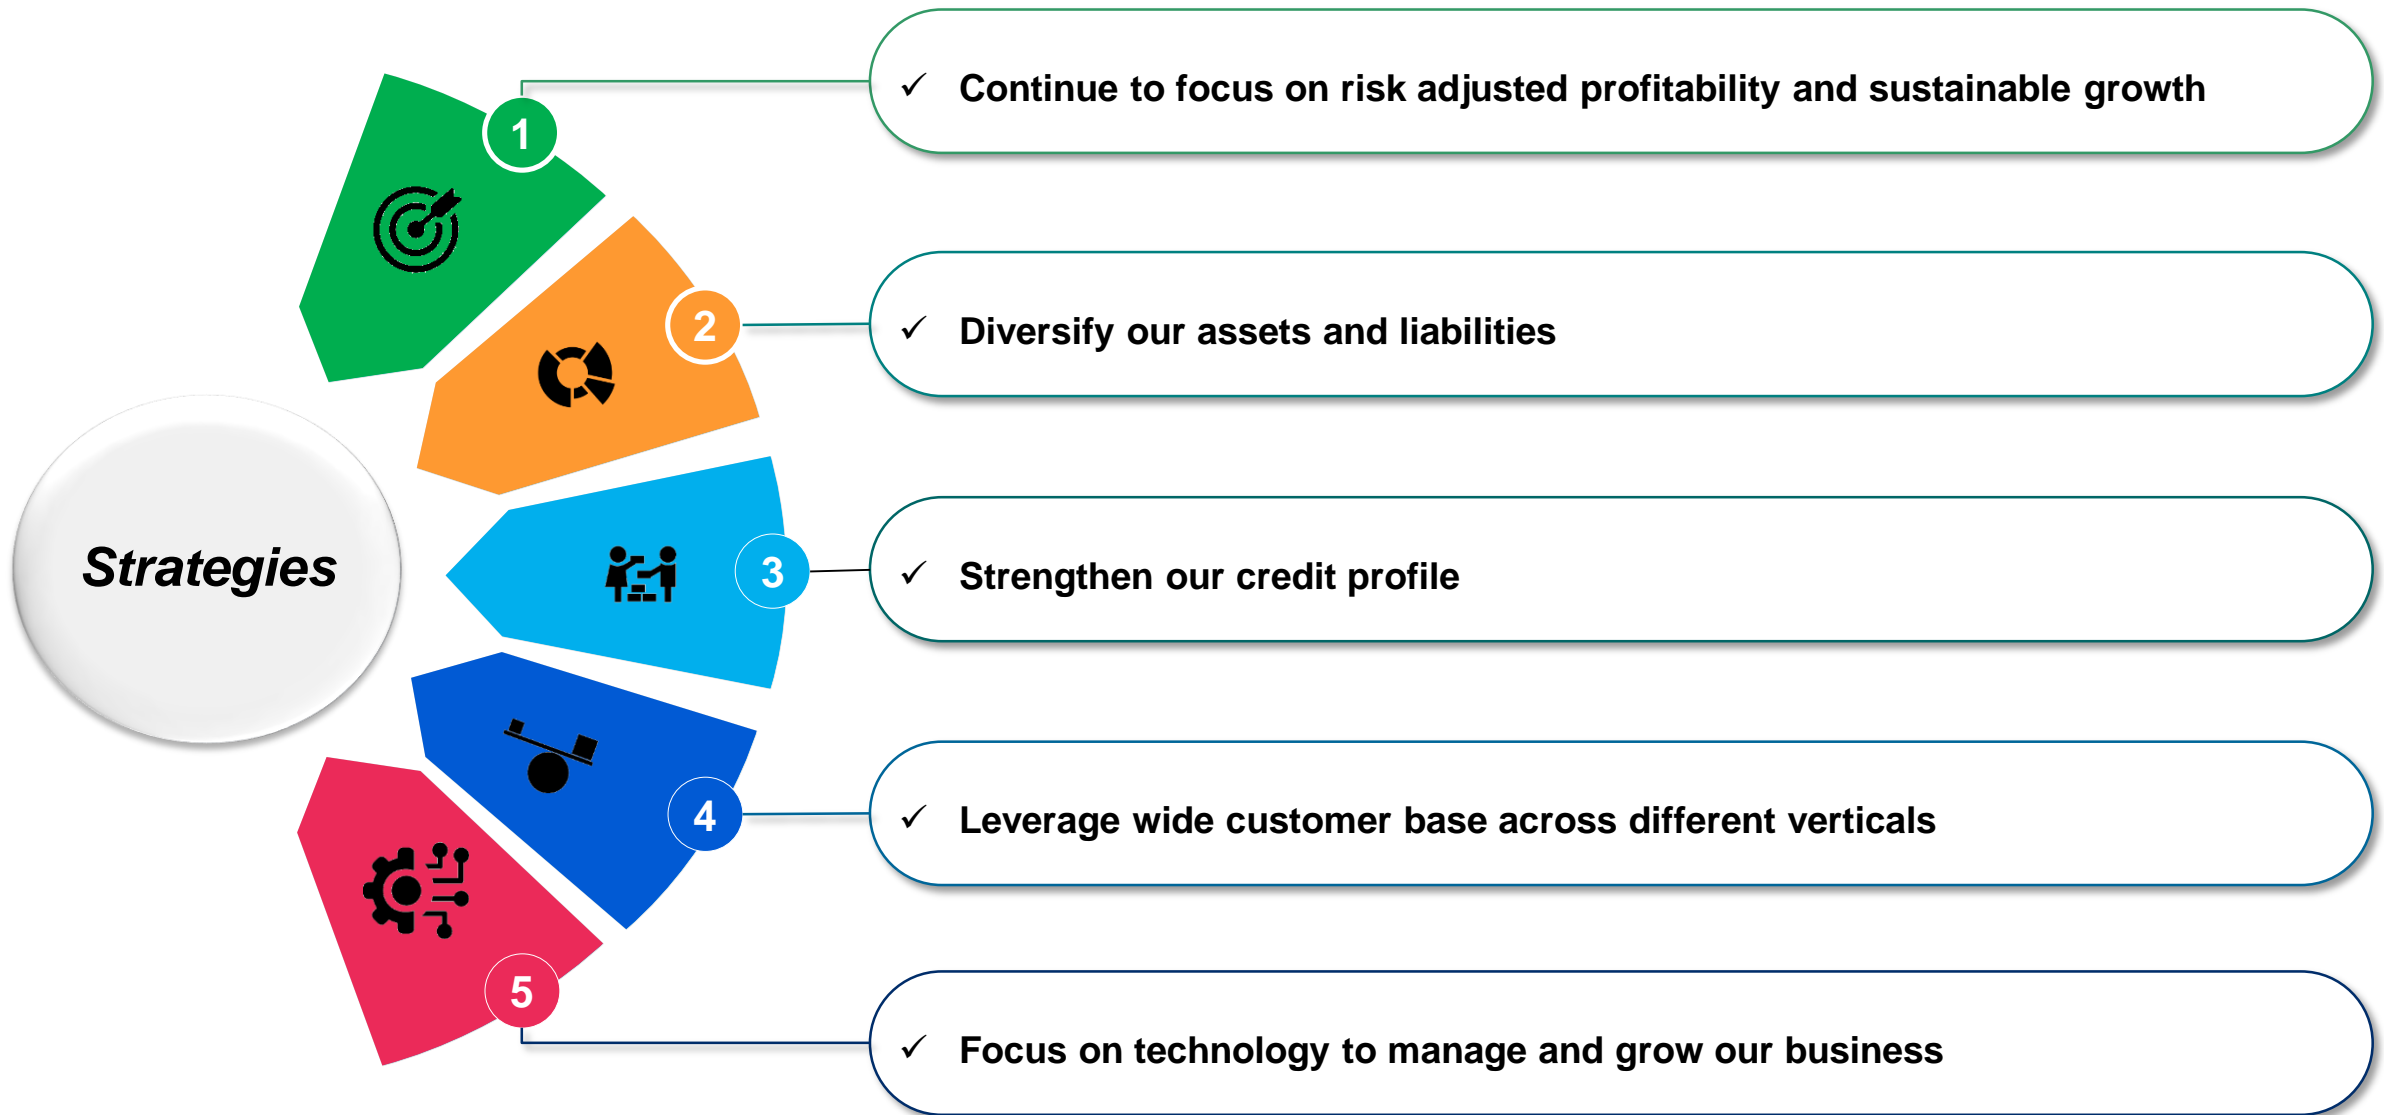 Strategies
1
✓ Continue to focus on risk adjusted profitability and sustainable growth
2
✓ Diversify our assets and liabilities
3
✓ Strengthen our credit profile
4
✓ Leverage wide customer base across different verticals
5
✓ Focus on technology to manage and grow our business